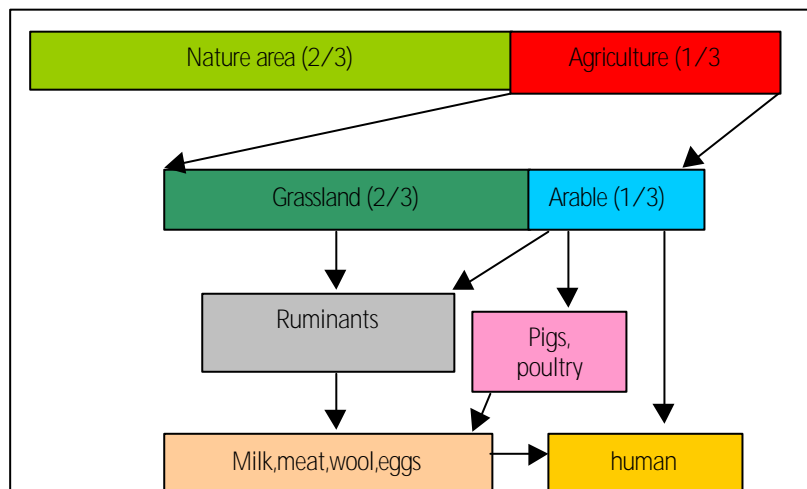 Nature area (2/3)
Agriculture (1/3
Grassland (2/3)
Arable (1/3)
Ruminants
Pigs,
poultry
Milk,meat,wool,eggs
human